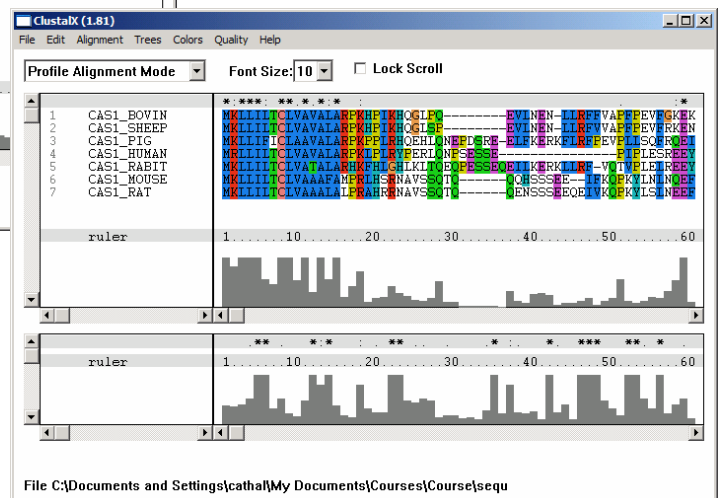 ClustalX (1.81)
File Edit Alignment Trees Colors Quality Help
Profile Alignment Mode Font Size: 10 Lock Scroll
1 CAS1_BOVIN MKLLILTCLVAVALARPKHPIKHQGLPQ--------EVLNEN-LLRFFVAPFPEVFGKEK
2 CAS1_SHEEP MKLLILTCLVAVALARPKHPIKHQGLSP--------EVLNEN-LLRFVVAPFPEVFRKEN
3 CAS1_PIG MKLLIFICLAAVALARPKPPLRHQEHLQNEPDSRE-ELFKERKFLRFPEVPLLSQFRQEI
4 CAS1_HUMAN MRLLILTCLVAVALARPKLPLRYPERLQNPSESSE-------------PIPLESREEY
5 CAS1_RABIT MKLLILTCLVATALARHKFHLGHLKLTQEQPESSEQEILKERKLLRF-VQTVPLELREEY
6 CAS1_MOUSE MKLLILTCLVAAAFAMPRLHSRNAVSSQTQ------QQHSSSEE--IFKQPKYLNLNQEF
7 CAS1_RAT MKLLILTCLVAAALALPRAHRRNAVSSQTQ------QENSSSEEQEIVKQPKYLSLNEEF
ruler 1.......10........20........30........40........50........60
ruler 1.......10........20........30........40........50........60
File C:\Documents and Settings\cathal\My Documents\Courses\Course\sequ